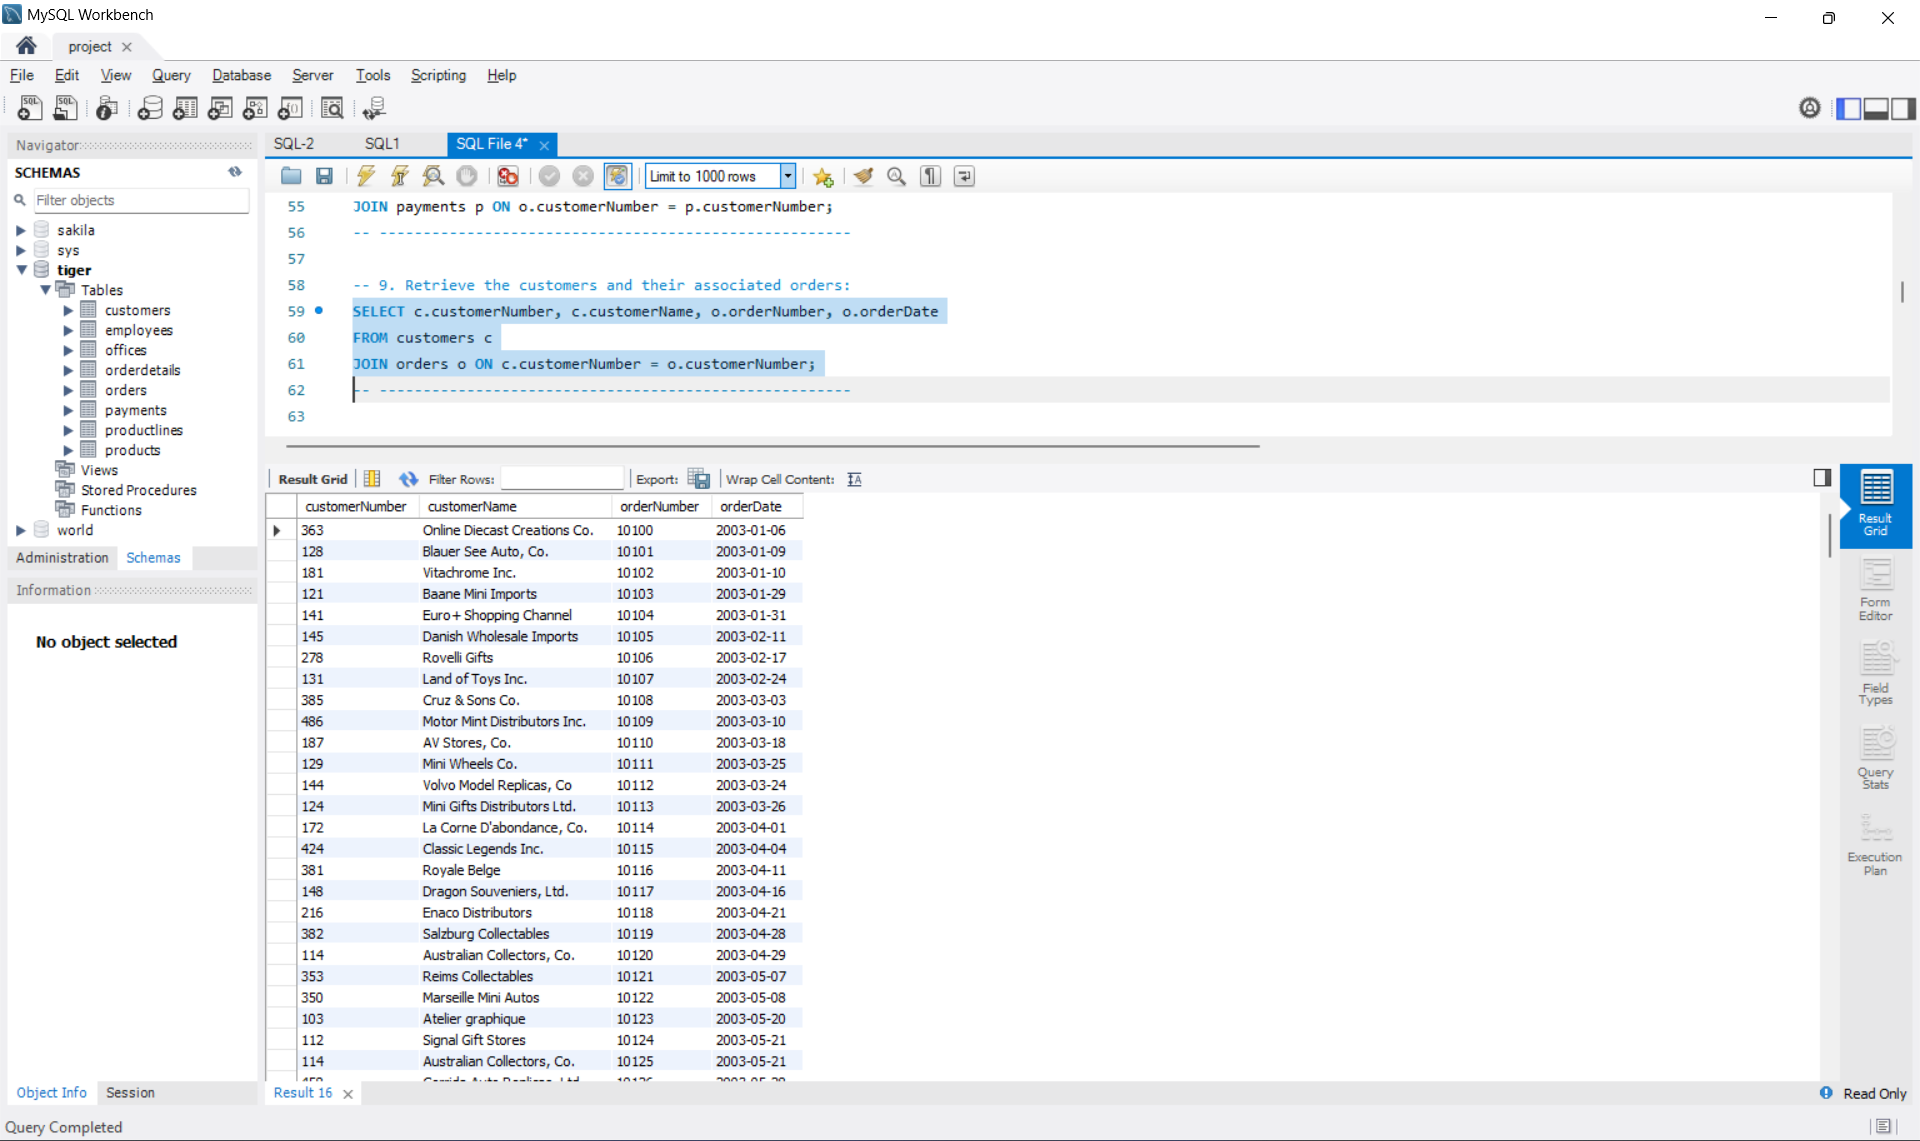 MySQL Workbench
project
File Edit View Query Database Server Tools Scripting Help
Navigator
SCHEMAS
Filter objects
sakila
sys
tiger
Tables
customers
employees
offices
orderdetails
orders
payments
productlines
products
Views
Stored Procedures
Functions
world
Administration Schemas
Information
No object selected
Object Info Session
SQL-2 SQL1 SQL File 4*
Limit to 1000 rows
55 JOIN payments p ON o.customerNumber = p.customerNumber;
56 -- ------------------------------------------------------
57
58 -- 9. Retrieve the customers and their associated orders:
59 SELECT c.customerNumber, c.customerName, o.orderNumber, o.orderDate
60 FROM customers c
61 JOIN orders o ON c.customerNumber = o.customerNumber;
62 -- ------------------------------------------------------
63
Result Grid Filter Rows: Export: Wrap Cell Content:
customerNumber customerName orderNumber orderDate
363 Online Diecast Creations Co. 10100 2003-01-06
128 Blauer See Auto, Co. 10101 2003-01-09
181 Vitachrome Inc. 10102 2003-01-10
121 Baane Mini Imports 10103 2003-01-29
141 Euro+ Shopping Channel 10104 2003-01-31
145 Danish Wholesale Imports 10105 2003-02-11
278 Rovelli Gifts 10106 2003-02-17
131 Land of Toys Inc. 10107 2003-02-24
385 Cruz & Sons Co. 10108 2003-03-03
486 Motor Mint Distributors Inc. 10109 2003-03-10
187 AV Stores, Co. 10110 2003-03-18
129 Mini Wheels Co. 10111 2003-03-25
144 Volvo Model Replicas, Co 10112 2003-03-24
124 Mini Gifts Distributors Ltd. 10113 2003-03-26
172 La Corne D'abondance, Co. 10114 2003-04-01
424 Classic Legends Inc. 10115 2003-04-04
381 Royale Belge 10116 2003-04-11
148 Dragon Souveniers, Ltd. 10117 2003-04-16
216 Enaco Distributors 10118 2003-04-21
382 Salzburg Collectables 10119 2003-04-28
114 Australian Collectors, Co. 10120 2003-04-29
353 Reims Collectables 10121 2003-05-07
350 Marseille Mini Autos 10122 2003-05-08
103 Atelier graphique 10123 2003-05-20
112 Signal Gift Stores 10124 2003-05-21
114 Australian Collectors, Co. 10125 2003-05-21
Result Grid
Form Editor
Field Types
Query Stats
Execution Plan
Result 16
Read Only
Query Completed